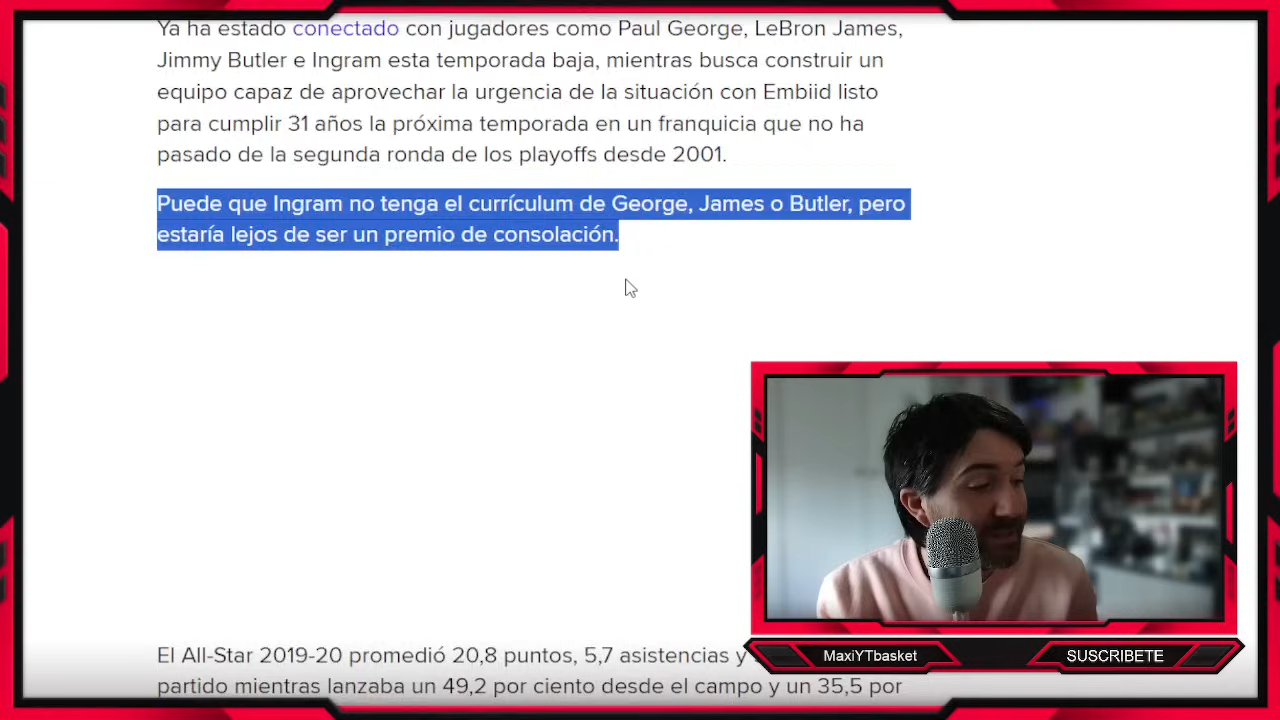 Ya ha estado conectado con jugadores como Paul George, LeBron James,
Jimmy Butler e Ingram esta temporada baja, mientras busca construir un
equipo capaz de aprovechar la urgencia de la situación con Embiid listo
para cumplir 31 años la próxima temporada en un franquicia que no ha
pasado de la segunda ronda de los playoffs desde 2001.
Puede que Ingram no tenga el currículum de George, James o Butler, pero
estaría lejos de ser un premio de consolación.
El All-Star 2019-20 promedió 20,8 puntos, 5,7 asistencias y
partido mientras lanzaba un 49,2 por ciento desde el campo y un 35,5 por
MaxiYTbasket
SUSCRIBETE